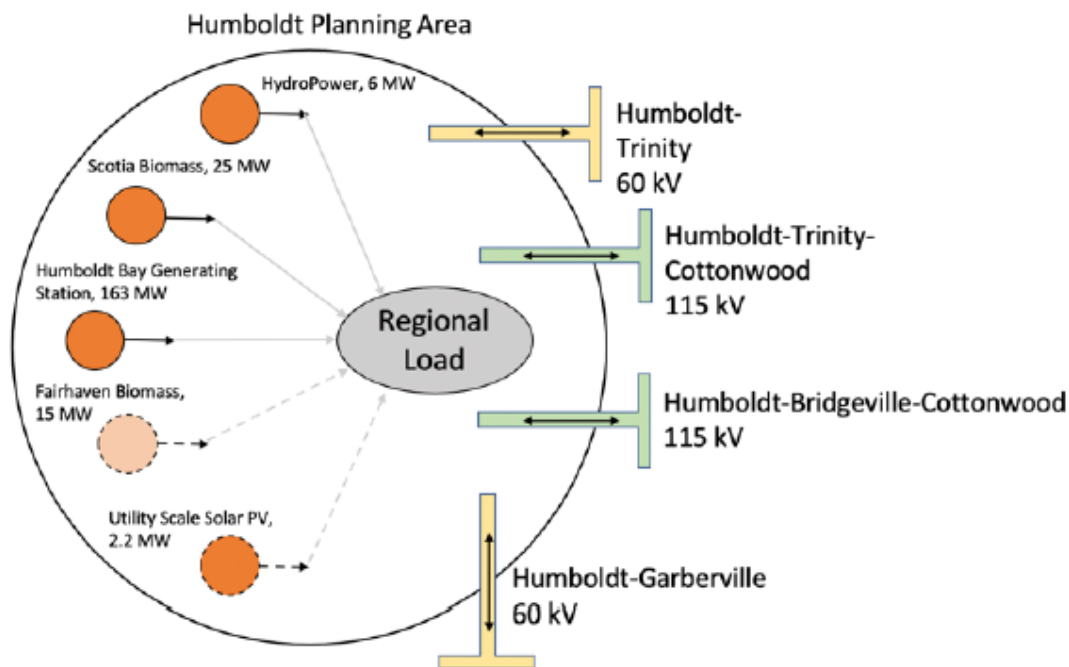 Humboldt Planning Area
HydroPower, 6 MW
Scotia Biomass, 25 MW
Humboldt Bay Generating
Station, 163 MW
Fairhaven Biomass,
15 MW
Utility Scale Solar PV,
2.2 MW
Regional
Load
Humboldt-
Trinity
60 kV
Humboldt-Trinity-
Cottonwood
115 kV
Humboldt-Bridgeville-Cottonwood
115 kV
Humboldt-Garberville
60 kV